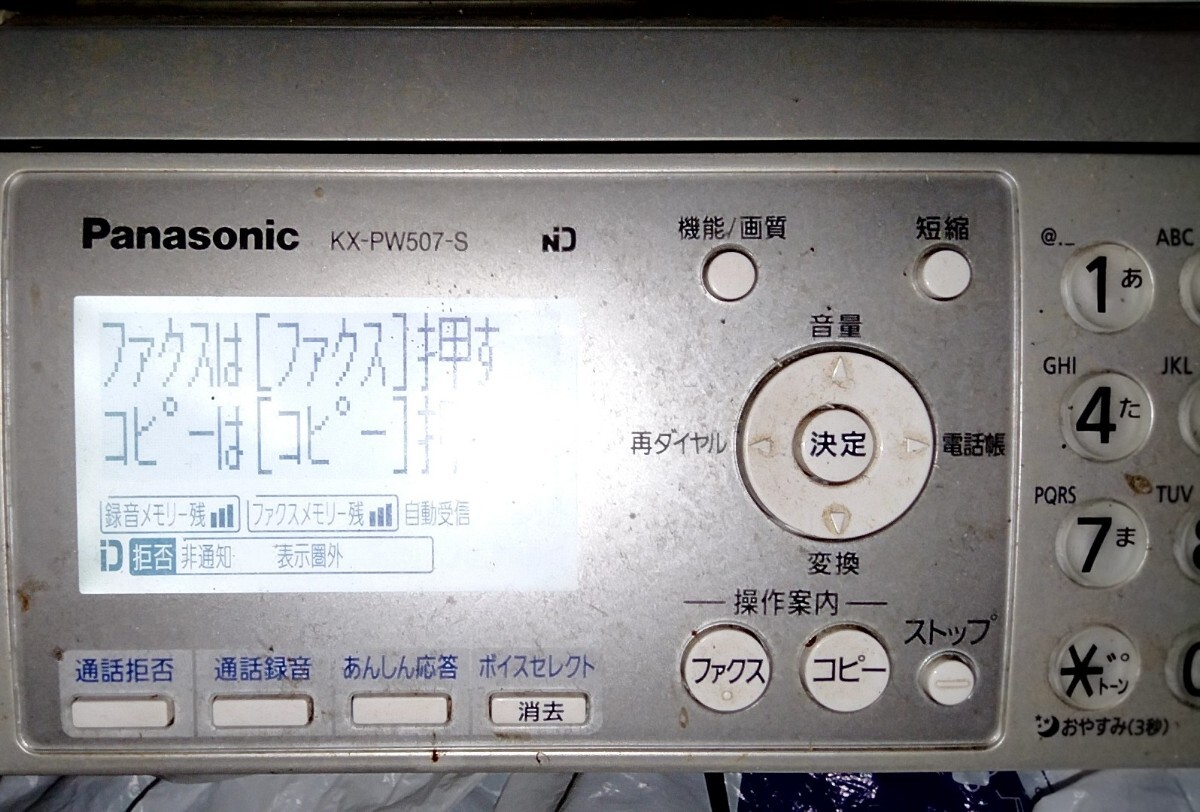 Panasonic KX-PW507-S ND
ファクスは[ファクス]押す
コピーは[コピー]
録音メモリー残 ファクスメモリー残 自動受信
iD 拒否 非通知 表示圏外
通話拒否 通話録音 あんしん応答 ボイスセレクト
消去
機能/画質 短縮
音量
再ダイヤル 決定 電話帳
変換
操作案内
ファクス コピー ストップ
@._ ABC
1 あ
GHI JKL
4 た
PQRS TUV
7 ま
* ゛゜ トーン 0
おやすみ(3秒)